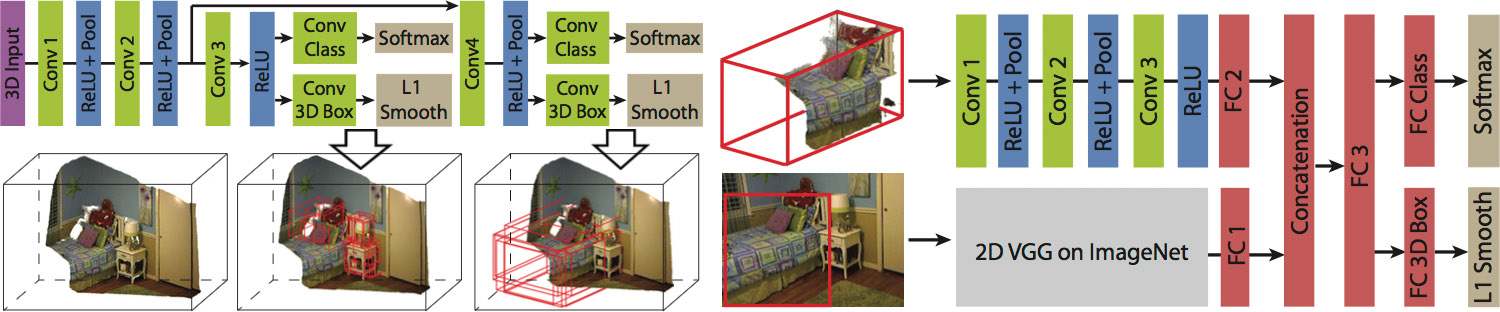 3D Input
Conv 1
ReLU + Pool
Conv 2
ReLU + Pool
Conv 3
ReLU
Conv
Class
Softmax
Conv
3D Box
L1
Smooth
Conv4
ReLU + Pool
Conv
Class
Softmax
Conv
3D Box
L1
Smooth
Conv 1
ReLU + Pool
Conv 2
ReLU + Pool
Conv 3
ReLU
FC 2
2D VGG on ImageNet
FC 1
Concatenation
FC 3
FC Class
Softmax
FC 3D Box
L1 Smooth